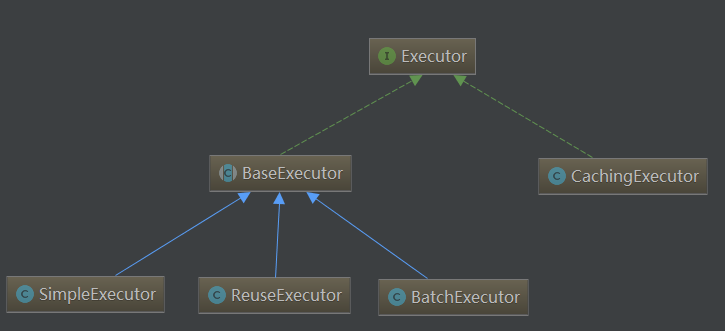 I Executor
C BaseExecutor
C CachingExecutor
C SimpleExecutor
C ReuseExecutor
C BatchExecutor